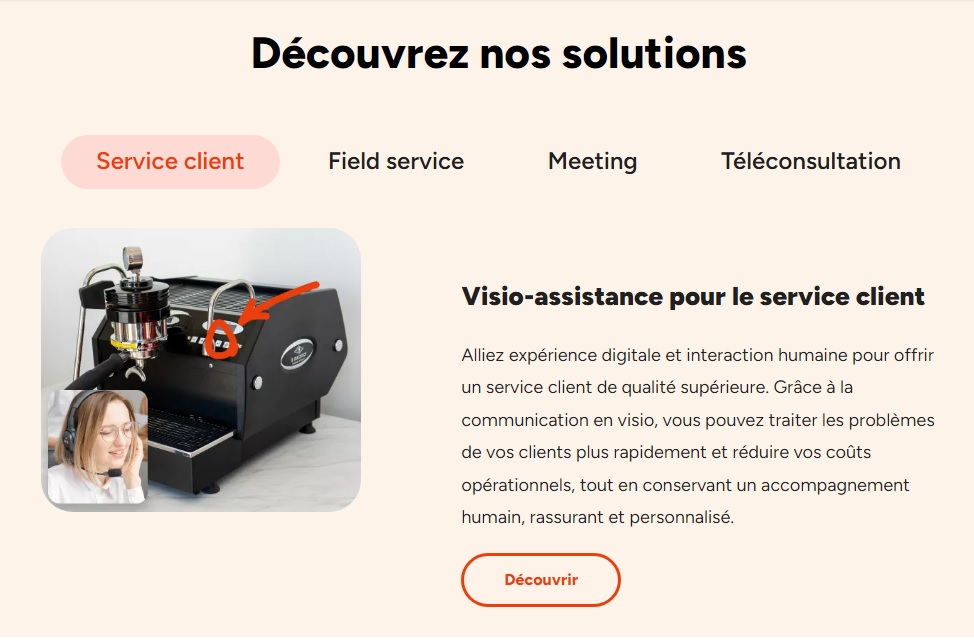 Découvrez nos solutions
Service client
Field service
Meeting
Téléconsultation
Visio-assistance pour le service client
Alliez expérience digitale et interaction humaine pour offrir
un service client de qualité supérieure. Grâce à la
communication en visio, vous pouvez traiter les problèmes
de vos clients plus rapidement et réduire vos coûts
opérationnels, tout en conservant un accompagnement
humain, rassurant et personnalisé.
Découvrir